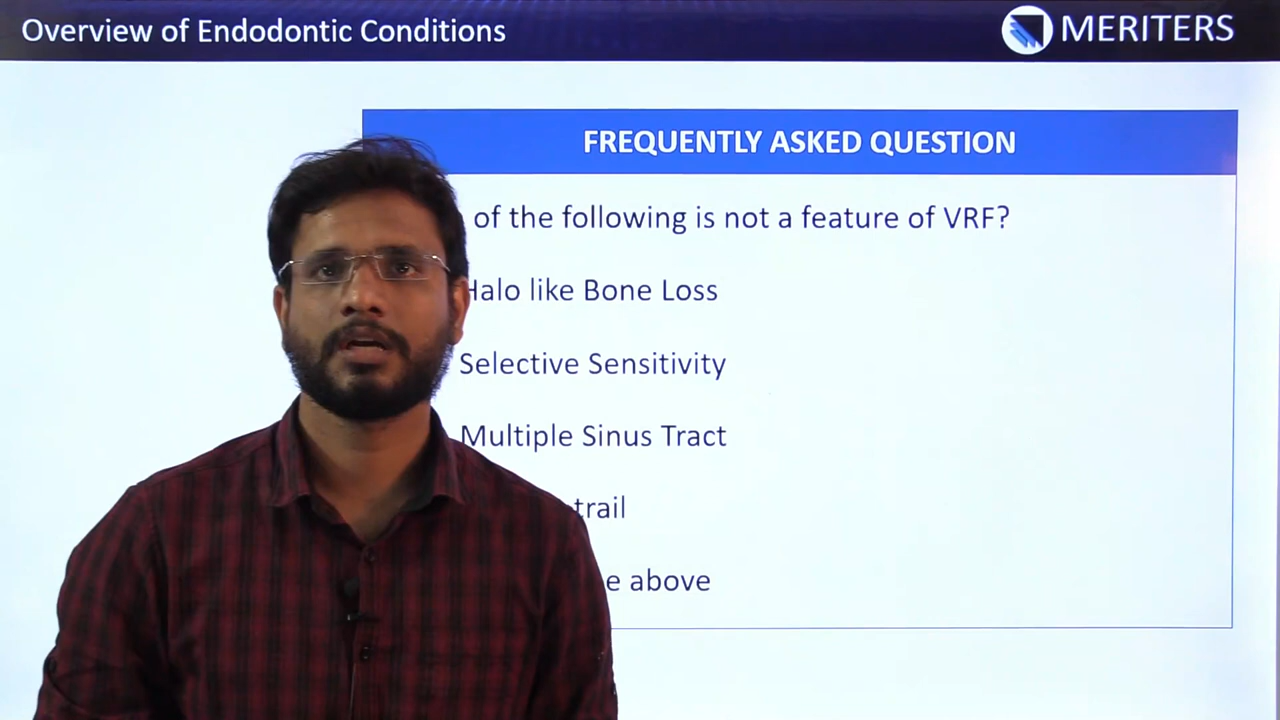 Overview of Endodontic Conditions
MERITERS
FREQUENTLY ASKED QUESTION
of the following is not a feature of VRF?
Halo like Bone Loss
Selective Sensitivity
Multiple Sinus Tract
trail
above